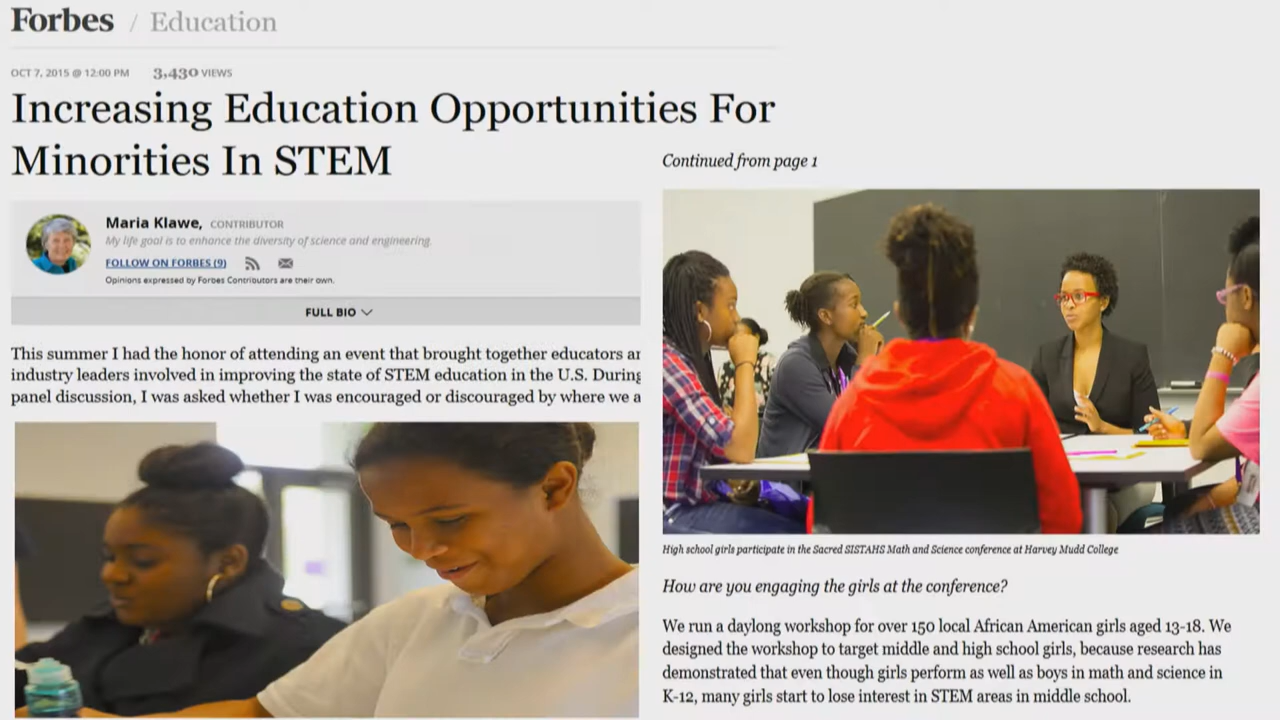 Forbes / Education
OCT 7, 2015 @ 12:00 PM 3,430 VIEWS
Increasing Education Opportunities For
Minorities In STEM
Maria Klawe, CONTRIBUTOR
My life goal is to enhance the diversity of science and engineering.
FOLLOW ON FORBES (9)
Opinions expressed by Forbes Contributors are their own.
FULL BIO
This summer I had the honor of attending an event that brought together educators
industry leaders involved in improving the state of STEM education in the U.S. During
panel discussion, I was asked whether I was encouraged or discouraged by where we
Continued from page 1
High school girls participate in the Sacred SISTAHS Math and Science conference at Harvey Mudd College
How are you engaging the girls at the conference?
We run a daylong workshop for over 150 local African American girls aged 13-18. We
designed the workshop to target middle and high school girls, because research has
demonstrated that even though girls perform as well as boys in math and science in
K-12, many girls start to lose interest in STEM areas in middle school.